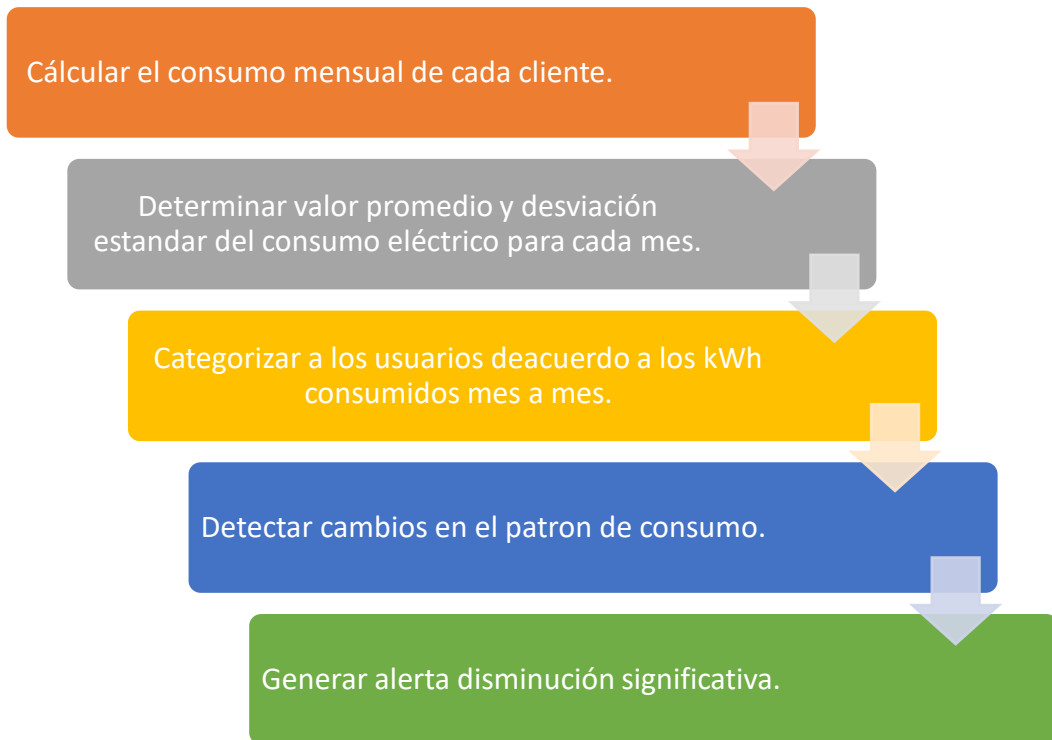 Cálcular el consumo mensual de cada cliente.
Determinar valor promedio y desviación
estandar del consumo eléctrico para cada mes.
Categorizar a los usuarios deacuerdo a los kWh
consumidos mes a mes.
Detectar cambios en el patron de consumo.
Generar alerta disminución significativa.